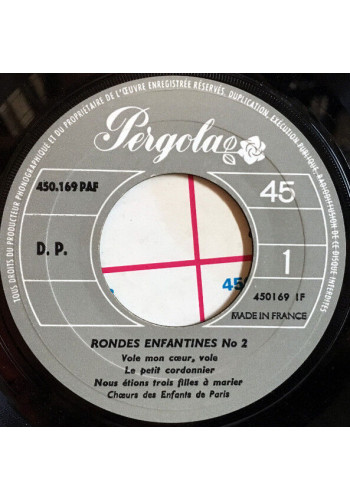 TOUS DROITS DU PRODUCTEUR PHONOGRAPHIQUE ET DU PROPRIETAIRE DE L'ŒUVRE ENREGISTRÉE RÉSERVÉS. DUPLICATION, EXÉCUTION PUBLIQUE, RADIODIFFUSION DE CE DISQUE INTERDITES
Pergola
450.169 PAF
45
D. P.
1
45
450169 1F
MADE IN FRANCE
RONDES ENFANTINES No 2
Vole mon cœur, vole
Le petit cordonnier
Nous étions trois filles à marier
Chœurs des Enfants de Paris